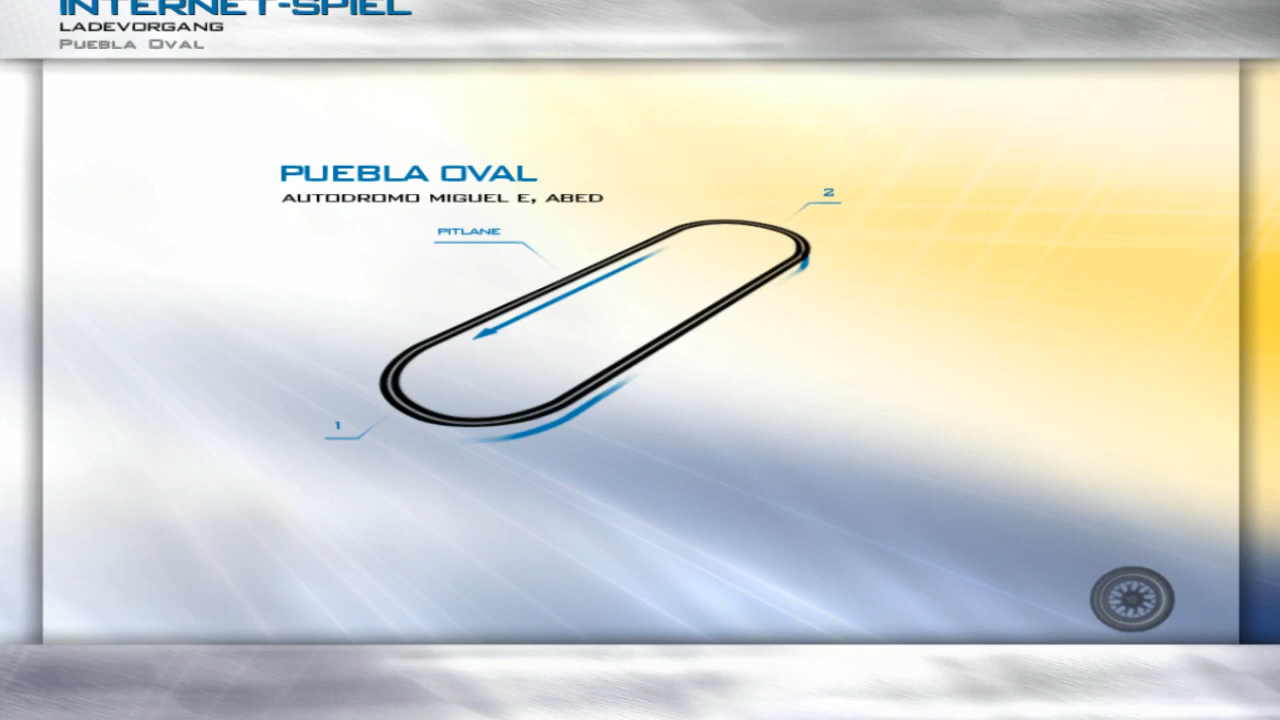 INTERNET-SPIEL
LADEVORGANG
PUEBLA OVAL
PUEBLA OVAL
AUTODROMO MIGUEL E, ABED
2
PITLANE
1